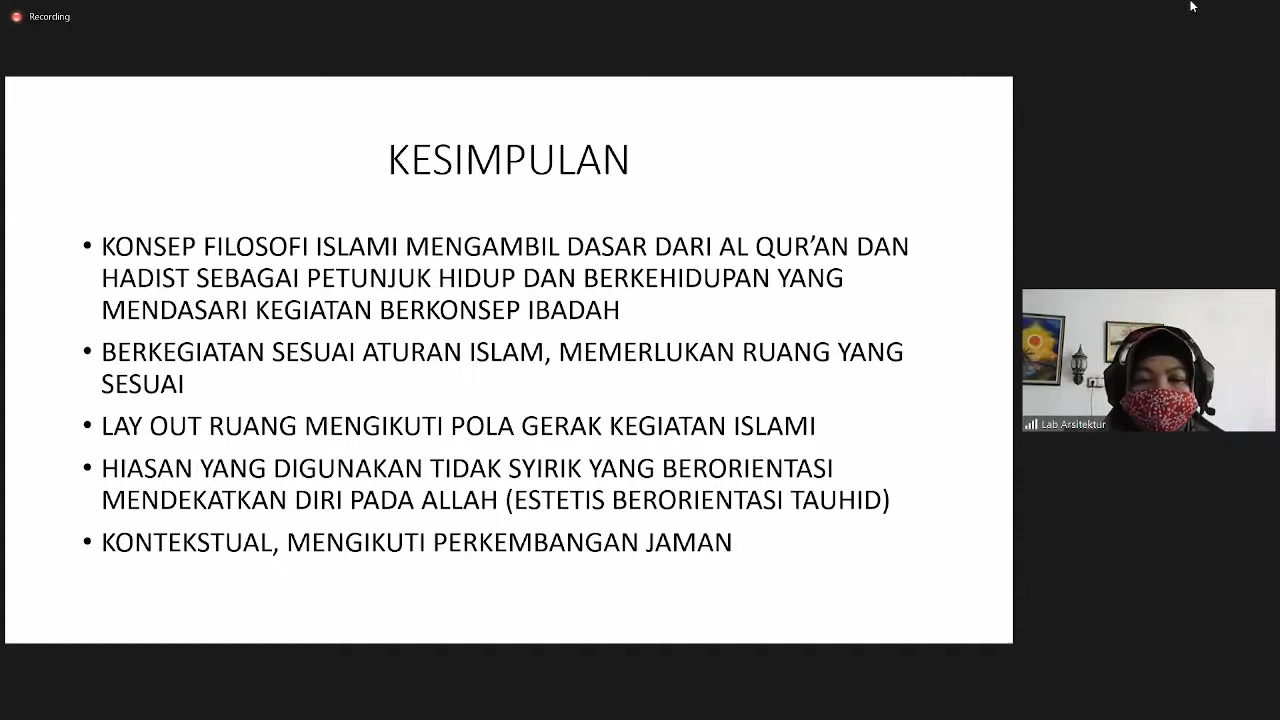 Recording
KESIMPULAN
• KONSEP FILOSOFI ISLAMI MENGAMBIL DASAR DARI AL QUR’AN DAN
HADIST SEBAGAI PETUNJUK HIDUP DAN BERKEHIDUPAN YANG
MENDASARI KEGIATAN BERKONSEP IBADAH
• BERKEGIATAN SESUAI ATURAN ISLAM, MEMERLUKAN RUANG YANG
SESUAI
• LAY OUT RUANG MENGIKUTI POLA GERAK KEGIATAN ISLAMI
• HIASAN YANG DIGUNAKAN TIDAK SYIRIK YANG BERORIENTASI
MENDEKATKAN DIRI PADA ALLAH (ESTETIS BERORIENTASI TAUHID)
• KONTEKSTUAL, MENGIKUTI PERKEMBANGAN JAMAN
Lab Arsitektur